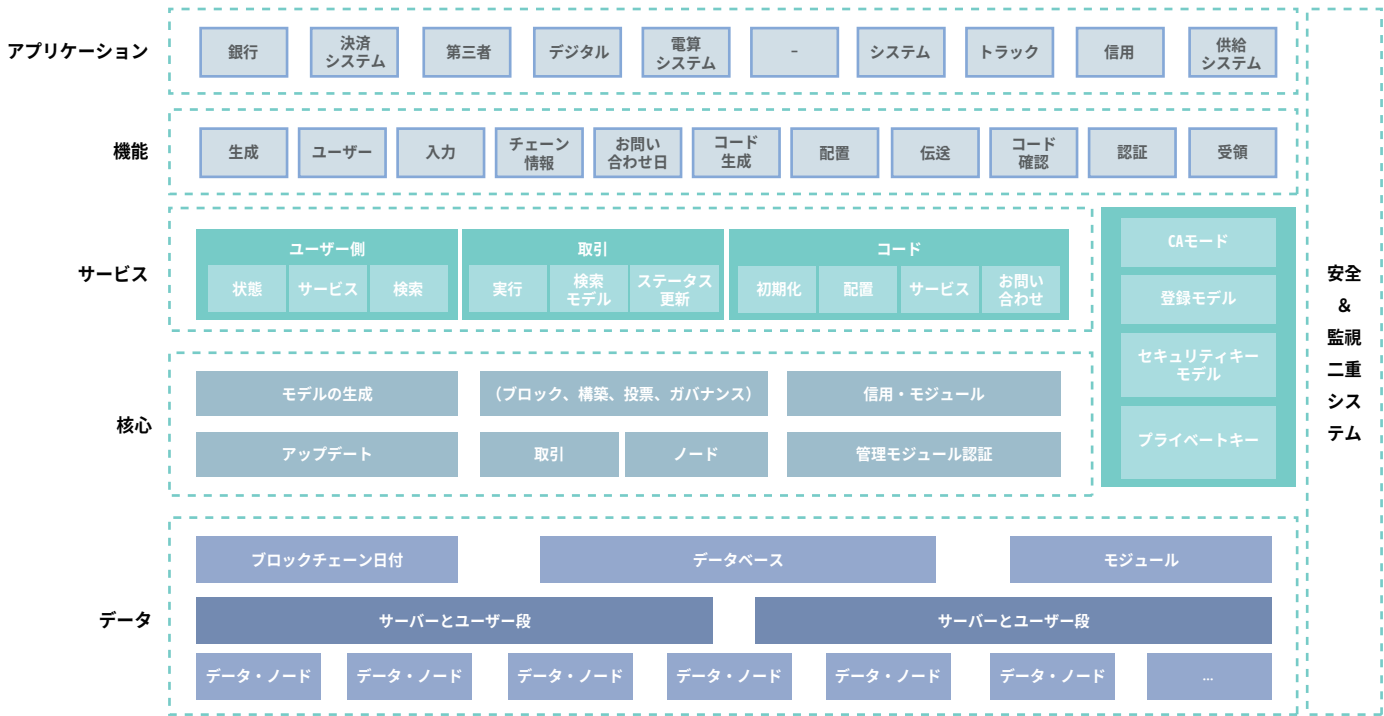 アプリケーション
銀行
決済
システム
第三者
デジタル
電算
システム
-
システム
トラック
信用
供給
システム
機能
生成
ユーザー
入力
チェーン
情報
お問い
合わせ日
コード
生成
配置
伝送
コード
確認
認証
受領
サービス
ユーザー側
状態
サービス
検索
取引
実行
検索
モデル
ステータス
更新
コード
初期化
配置
サービス
お問い
合わせ
CAモード
登録モデル
セキュリティキー
モデル
プライベートキー
核心
モデルの生成
（ブロック、構築、投票、ガバナンス）
信用・モジュール
アップデート
取引
ノード
管理モジュール認証
データ
ブロックチェーン日付
データベース
モジュール
サーバーとユーザー段
サーバーとユーザー段
データ・ノード
データ・ノード
データ・ノード
データ・ノード
データ・ノード
データ・ノード
...
安全
&
監視
二重
シス
テム